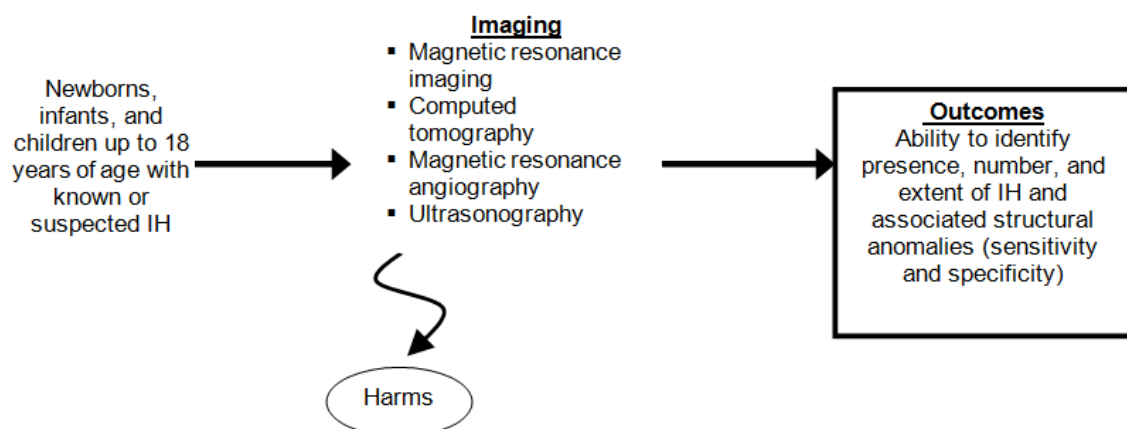 Newborns,
infants, and
children up to 18
years of age with
known or
suspected IH
Imaging
▪ Magnetic resonance
imaging
▪ Computed
tomography
▪ Magnetic resonance
angiography
▪ Ultrasonography
Harms
Outcomes
Ability to identify
presence, number, and
extent of IH and
associated structural
anomalies (sensitivity
and specificity)